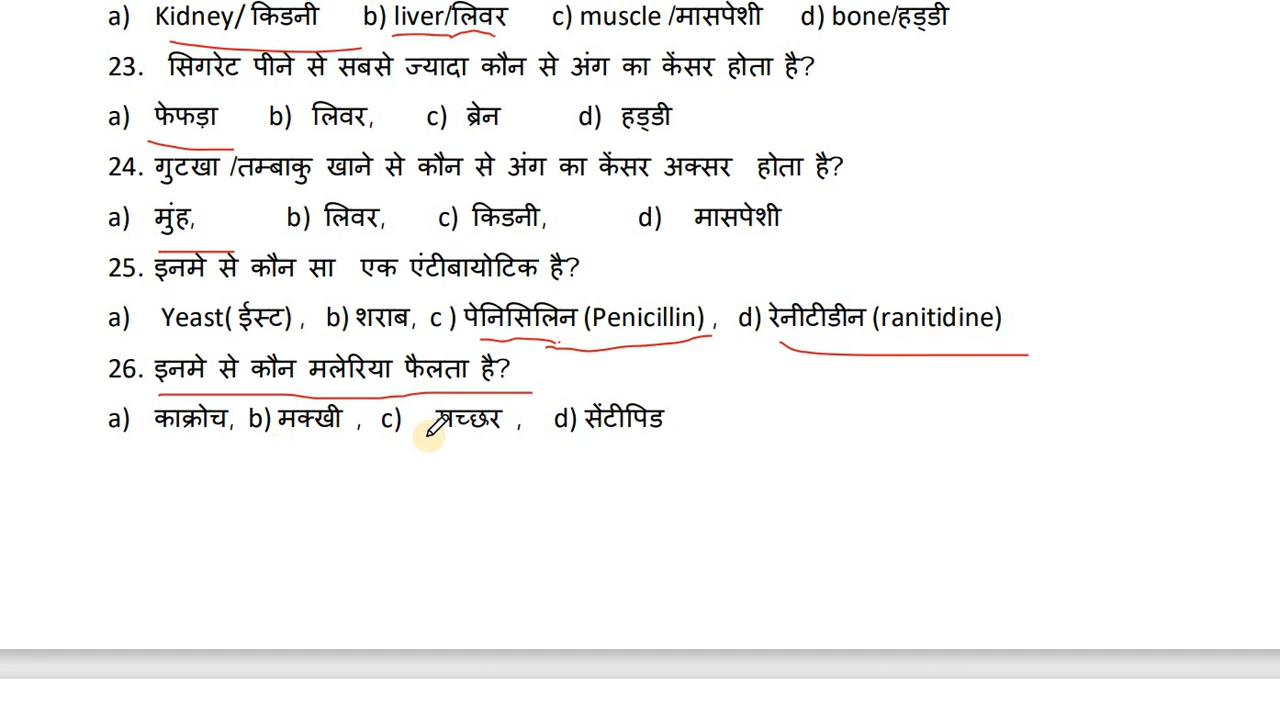 a) Kidney/ किडनी b) liver/लिवर c) muscle /मासपेशी d) bone/हड्डी
23. सिगरेट पीने से सबसे ज्यादा कौन से अंग का केंसर होता है?
a) फेफड़ा b) लिवर, c) ब्रेन d) हड्डी
24. गुटखा /तम्बाकु खाने से कौन से अंग का केंसर अक्सर होता है?
a) मुंह, b) लिवर, c) किडनी, d) मासपेशी
25. इनमे से कौन सा एक एंटीबायोटिक है?
a) Yeast( ईस्ट) , b) शराब, c ) पेनिसिलिन (Penicillin) , d) रेनीटीडीन (ranitidine)
26. इनमे से कौन मलेरिया फैलता है?
a) काक्रोच, b) मक्खी , c) मच्छर , d) सेंटीपिड